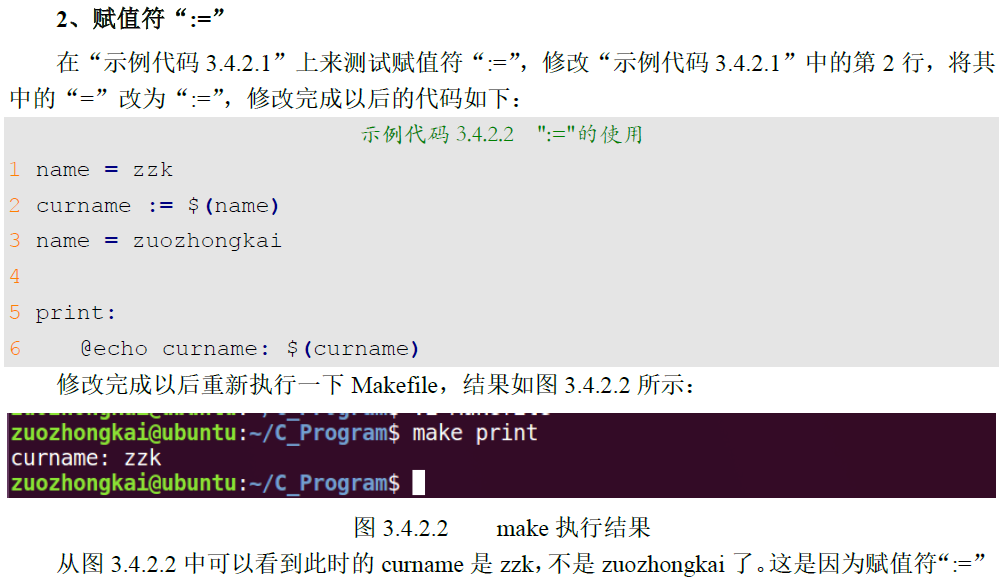 2、赋值符“:=”
在“示例代码 3.4.2.1”上来测试赋值符“:=”，修改“示例代码 3.4.2.1”中的第 2 行，将其
中的“=”改为“:=”，修改完成以后的代码如下：
示例代码 3.4.2.2 ":="的使用
1 name = zzk
2 curname := $(name)
3 name = zuozhongkai
4
5 print:
6 @echo curname: $(curname)
修改完成以后重新执行一下 Makefile，结果如图 3.4.2.2 所示：
zuozhongkai@ubuntu:~/C_Program$ make print
curname: zzk
zuozhongkai@ubuntu:~/C_Program$
图 3.4.2.2 make 执行结果
从图 3.4.2.2 中可以看到此时的 curname 是 zzk，不是 zuozhongkai 了。这是因为赋值符“:=”